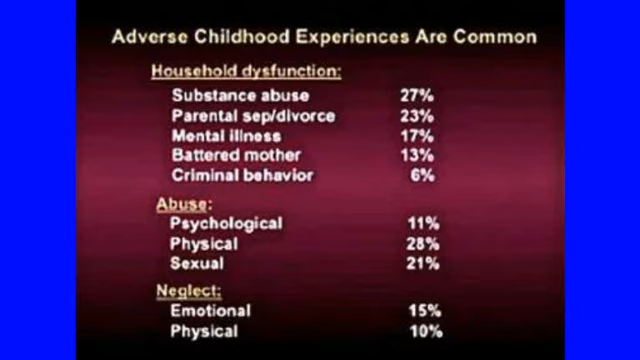 Adverse Childhood Experiences Are Common
Household dysfunction:
Substance abuse 27%
Parental sep/divorce 23%
Mental illness 17%
Battered mother 13%
Criminal behavior 6%
Abuse:
Psychological 11%
Physical 28%
Sexual 21%
Neglect:
Emotional 15%
Physical 10%